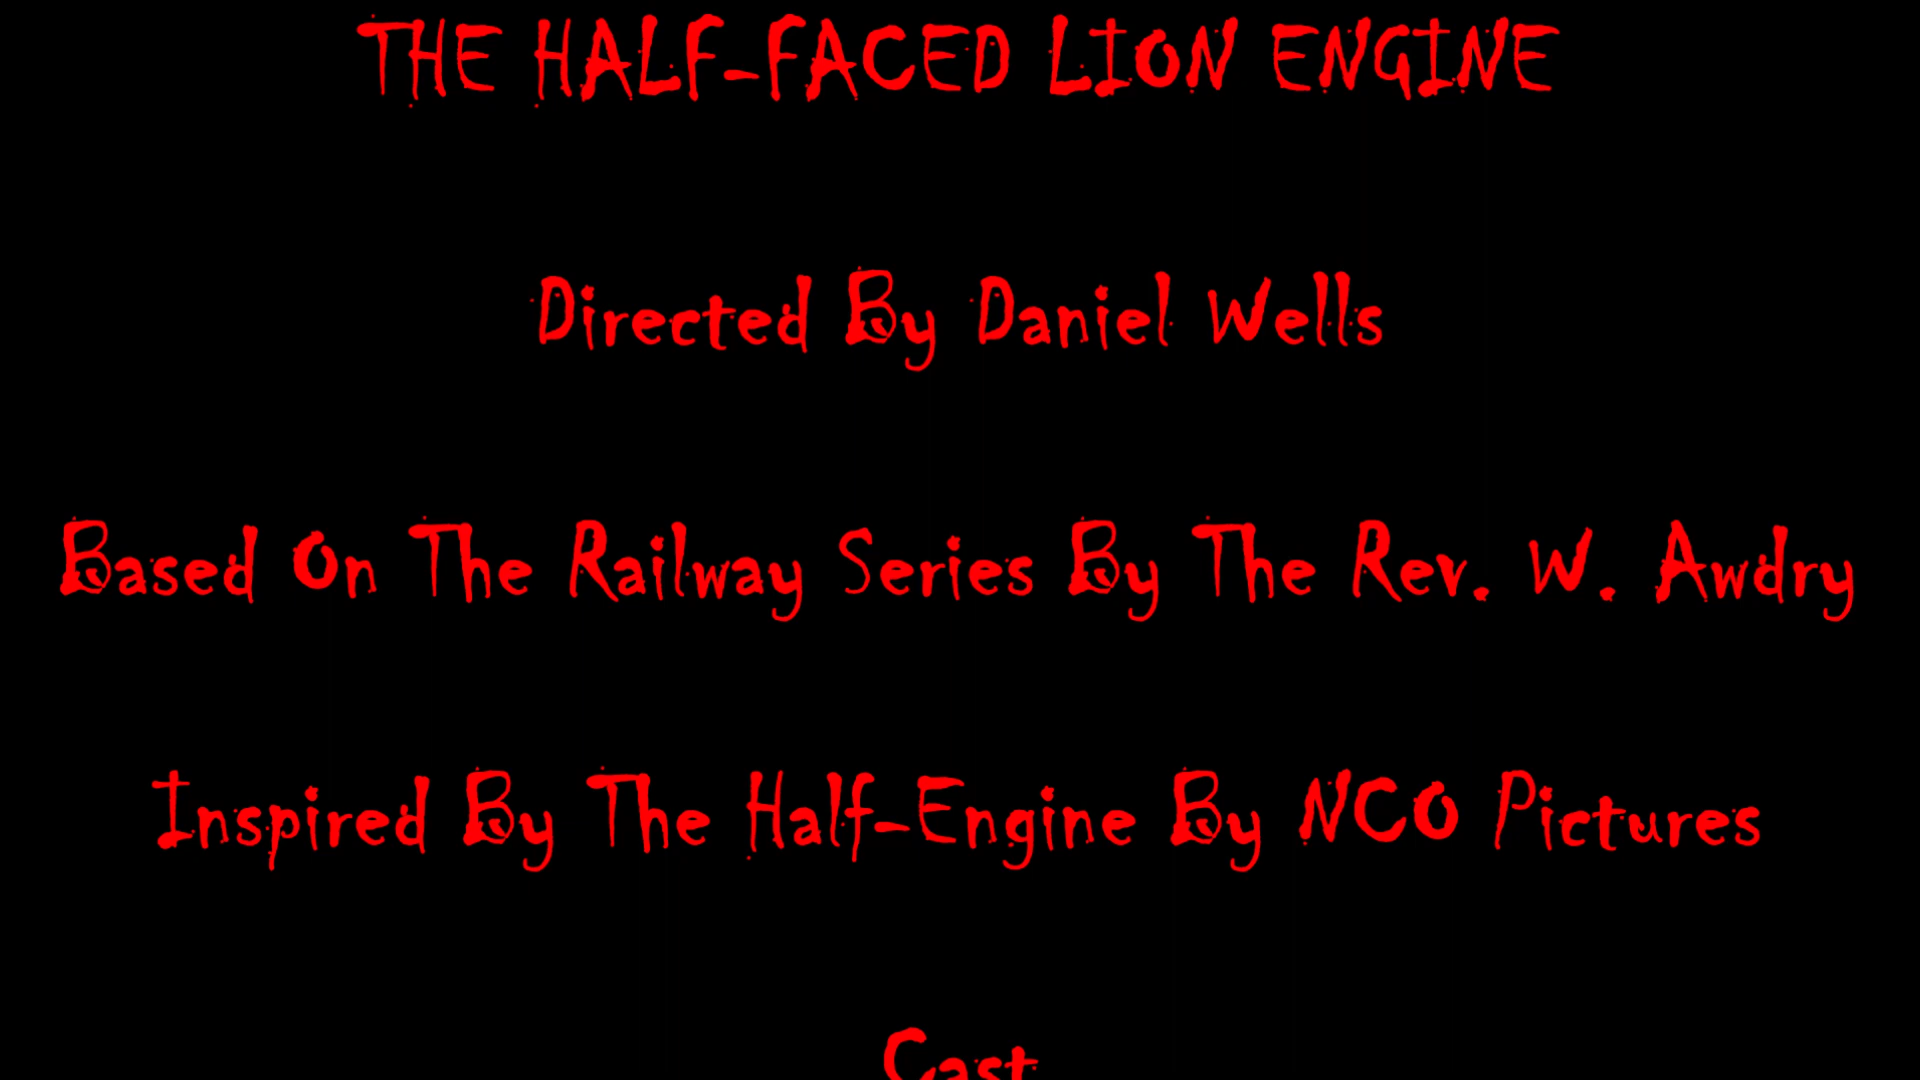 THE HALF-FACED LION ENGINE
Directed By Daniel Wells
Based On The Railway Series By The Rev. W. Awdry
Inspired By The Half-Engine By NCO Pictures
Cast